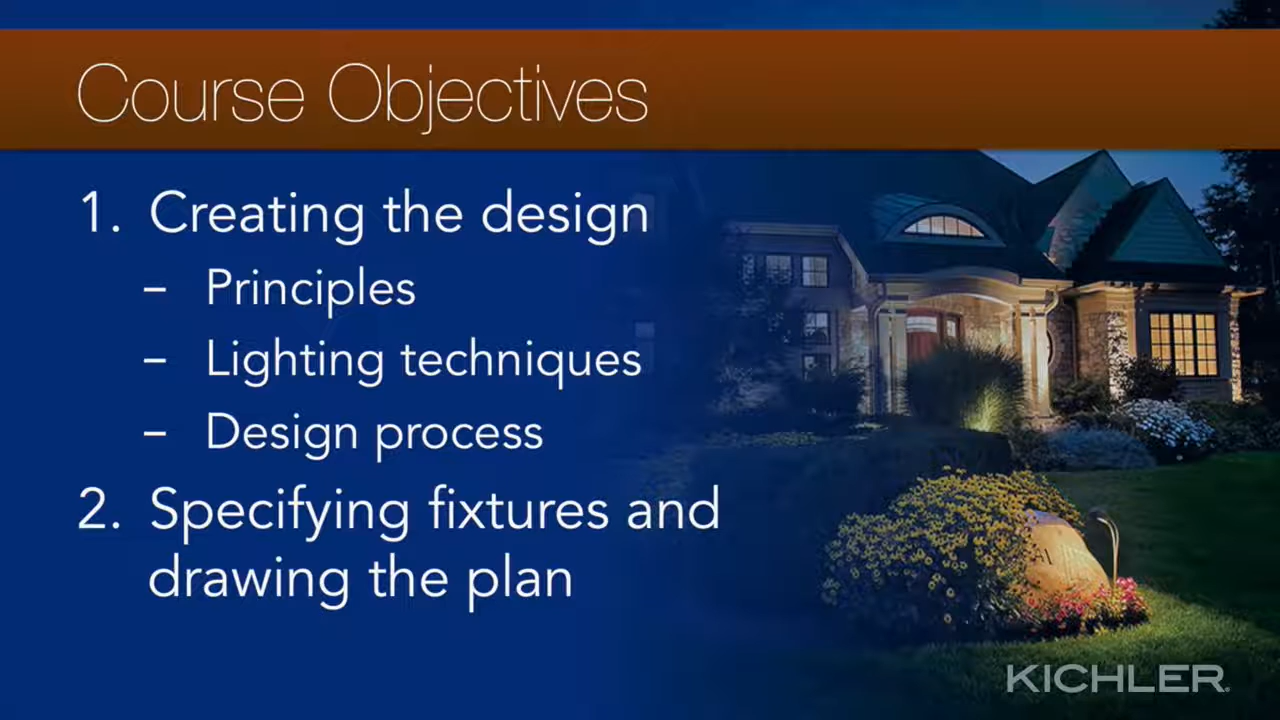 Course Objectives
1. Creating the design
– Principles
– Lighting techniques
– Design process
2. Specifying fixtures and
drawing the plan
KICHLER®